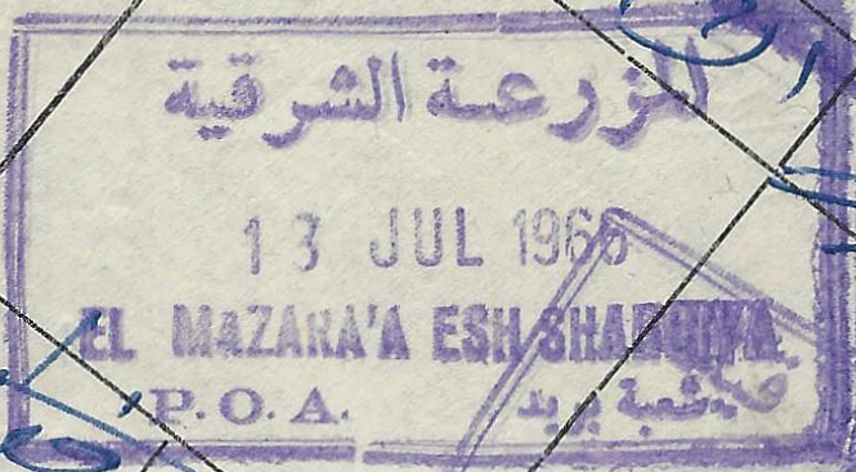 المزرعة الشرقية
13 JUL 1966
EL MAZARA'A ESH SHARQIYA.
P.O.A. شعبة بريد